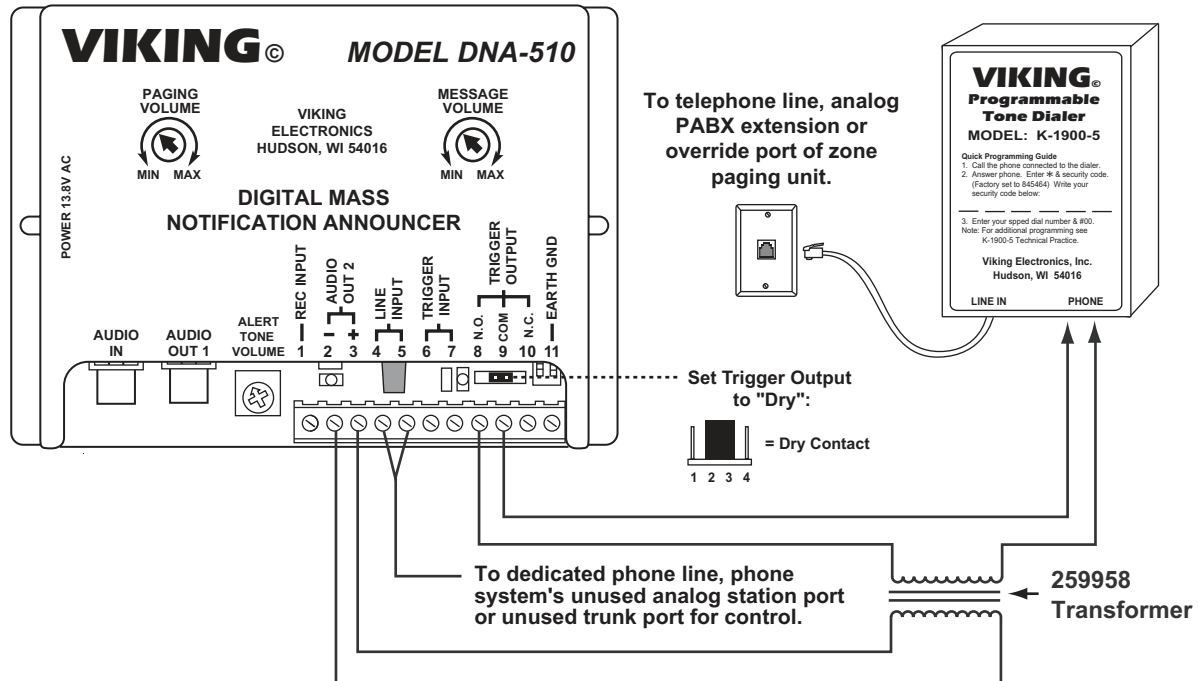 VIKING©
MODEL DNA-510
PAGING
VOLUME
MIN MAX
VIKING
ELECTRONICS
HUDSON, WI 54016
MESSAGE
VOLUME
MIN MAX
POWER 13.8V AC
DIGITAL MASS
NOTIFICATION ANNOUNCER
AUDIO
IN
AUDIO
OUT 1
ALERT
TONE
VOLUME
REC INPUT
AUDIO
OUT 2
- +
LINE
INPUT
TRIGGER
INPUT
TRIGGER
OUTPUT
N.O.
COM
N.C.
EARTH GND
1 2 3 4 5 6 7 8 9 10 11
To telephone line, analog
PABX extension or
override port of zone
paging unit.
VIKING©
Programmable
Tone Dialer
MODEL: K-1900-5
Quick Programming Guide
1. Call the phone connected to the dialer.
2. Answer phone. Enter ✻ & security code.
(Factory set to 845464) Write your
security code below:
3. Enter your spped dial number & #00.
Note: For additional programming see
K-1900-5 Technical Practice.
Viking Electronics, Inc.
Hudson, WI 54016
LINE IN PHONE
Set Trigger Output
to "Dry":
= Dry Contact
1 2 3 4
To dedicated phone line, phone
system's unused analog station port
or unused trunk port for control.
259958
Transformer